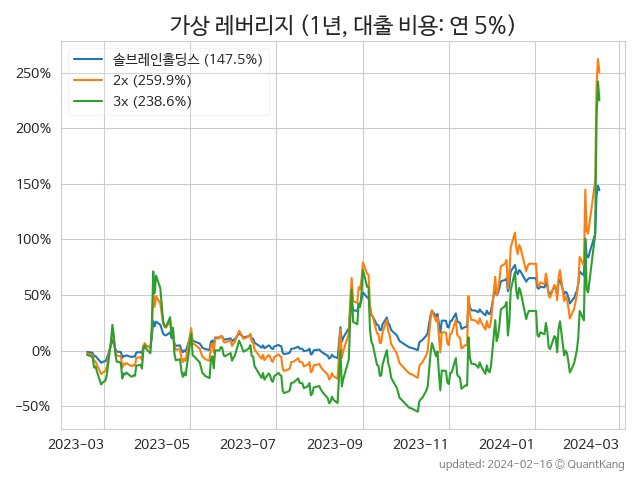 가상 레버리지 (1년, 대출 비용: 연 5%)
솔브레인홀딩스 (147.5%)
2x (259.9%)
3x (238.6%)
250%
200%
150%
100%
50%
0%
−50%
2023-03 2023-05 2023-07 2023-09 2023-11 2024-01 2024-03
updated: 2024-02-16 © QuantKang